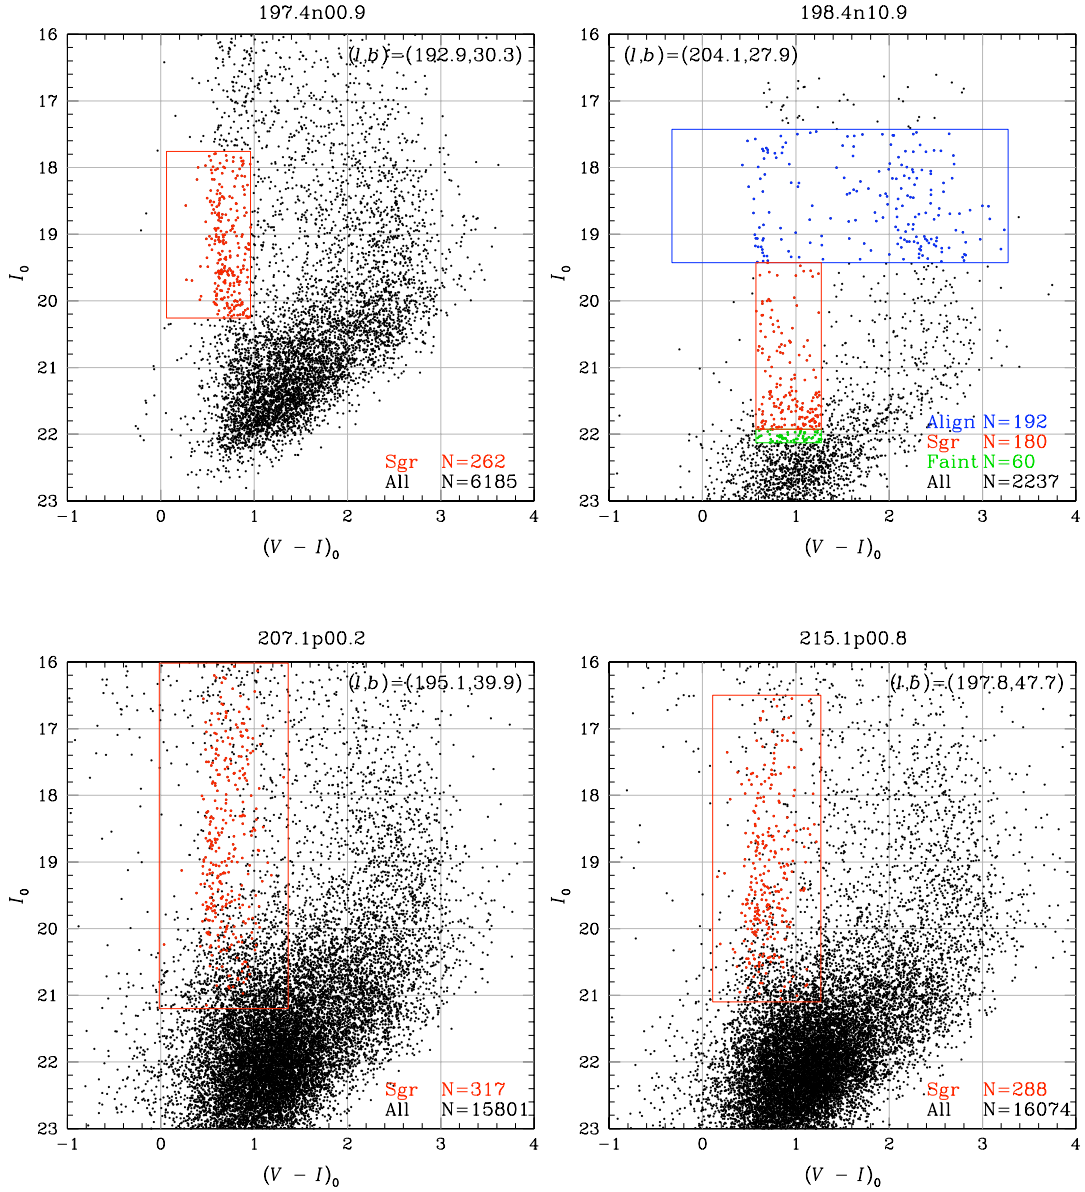 197.4n00.9
(l,b)=(192.9,30.3)
16
17
18
19
20
21
22
23
I0
Sgr N=262
All N=6185
−1 0 1 2 3 4
(V − I)0
198.4n10.9
(l,b)=(204.1,27.9)
16
17
18
19
20
21
22
23
I0
Align N=192
Sgr N=180
Faint N=60
All N=2237
−1 0 1 2 3 4
(V − I)0
207.1p00.2
(l,b)=(195.1,39.9)
16
17
18
19
20
21
22
23
I0
Sgr N=317
All N=15801
−1 0 1 2 3 4
(V − I)0
215.1p00.8
(l,b)=(197.8,47.7)
16
17
18
19
20
21
22
23
I0
Sgr N=288
All N=16074
−1 0 1 2 3 4
(V − I)0